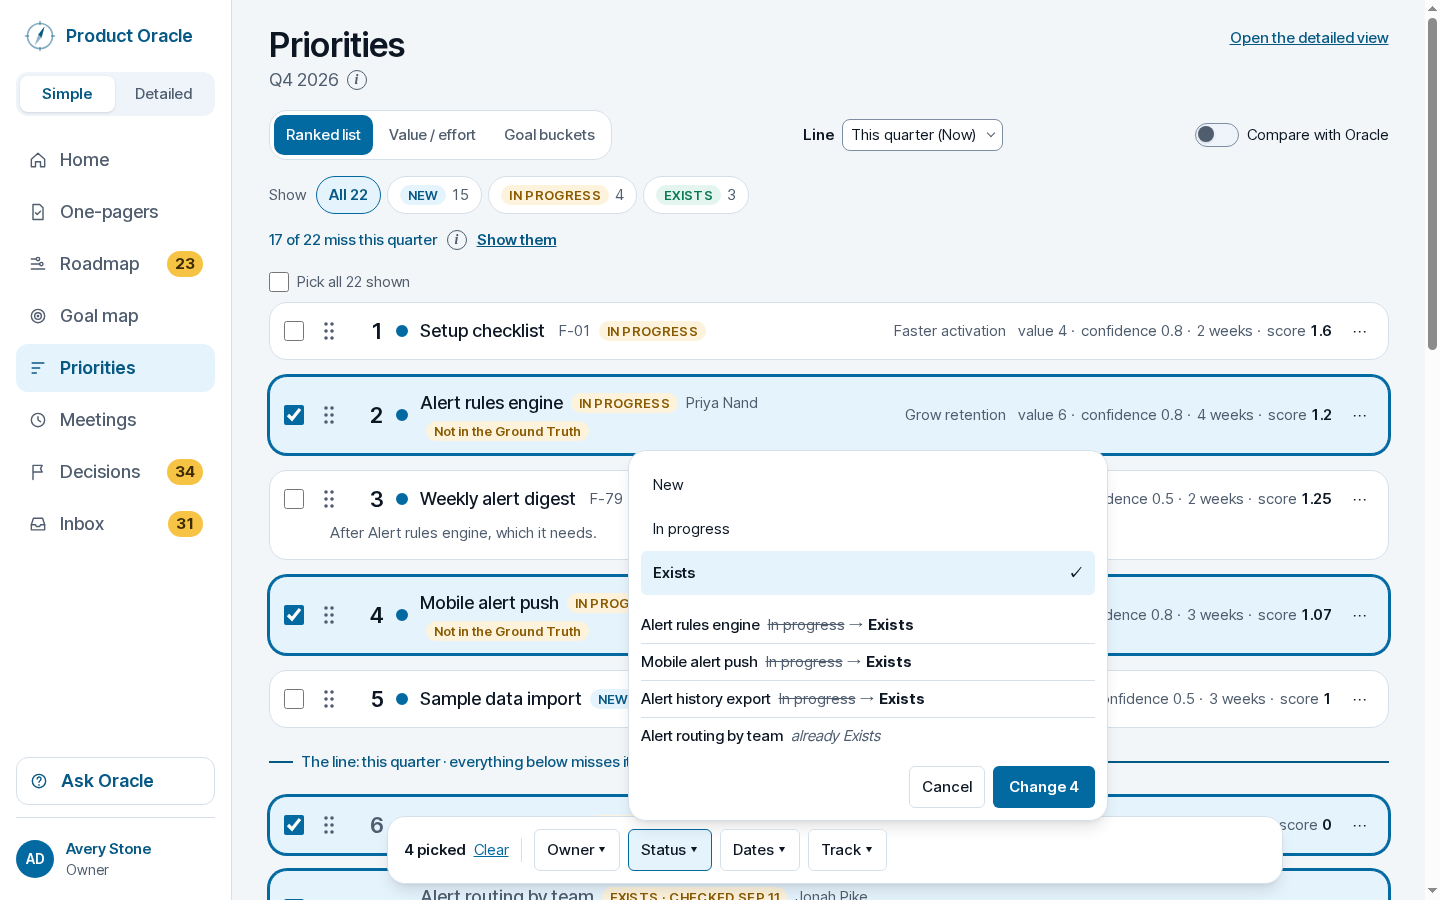 Product Oracle
Simple
Detailed
Home
One-pagers
Roadmap 23
Goal map
Priorities
Meetings
Decisions 34
Inbox 31
Ask Oracle
AD
Avery Stone
Owner
Priorities
Open the detailed view
Q4 2026 i
Ranked list
Value / effort
Goal buckets
Line This quarter (Now)
Compare with Oracle
Show All 22 NEW 15 IN PROGRESS 4 EXISTS 3
17 of 22 miss this quarter i Show them
Pick all 22 shown
1 Setup checklist F-01 IN PROGRESS Faster activation value 4 · confidence 0.8 · 2 weeks · score 1.6 ···
2 Alert rules engine IN PROGRESS Priya Nand Grow retention value 6 · confidence 0.8 · 4 weeks · score 1.2 ···
Not in the Ground Truth
3 Weekly alert digest F-79 dence 0.5 · 2 weeks · score 1.25 ···
After Alert rules engine, which it needs.
4 Mobile alert push IN PROG dence 0.8 · 3 weeks · score 1.07 ···
Not in the Ground Truth
5 Sample data import NEW onfidence 0.5 · 3 weeks · score 1 ···
The line: this quarter · everything below misses it
6 score 0 ···
Alert routing by team EXISTS · CHECKED SEP 11 Jonah Pike
New
In progress
Exists ✓
Alert rules engine In progress → Exists
Mobile alert push In progress → Exists
Alert history export In progress → Exists
Alert routing by team already Exists
Cancel
Change 4
4 picked Clear Owner ▾ Status ▾ Dates ▾ Track ▾